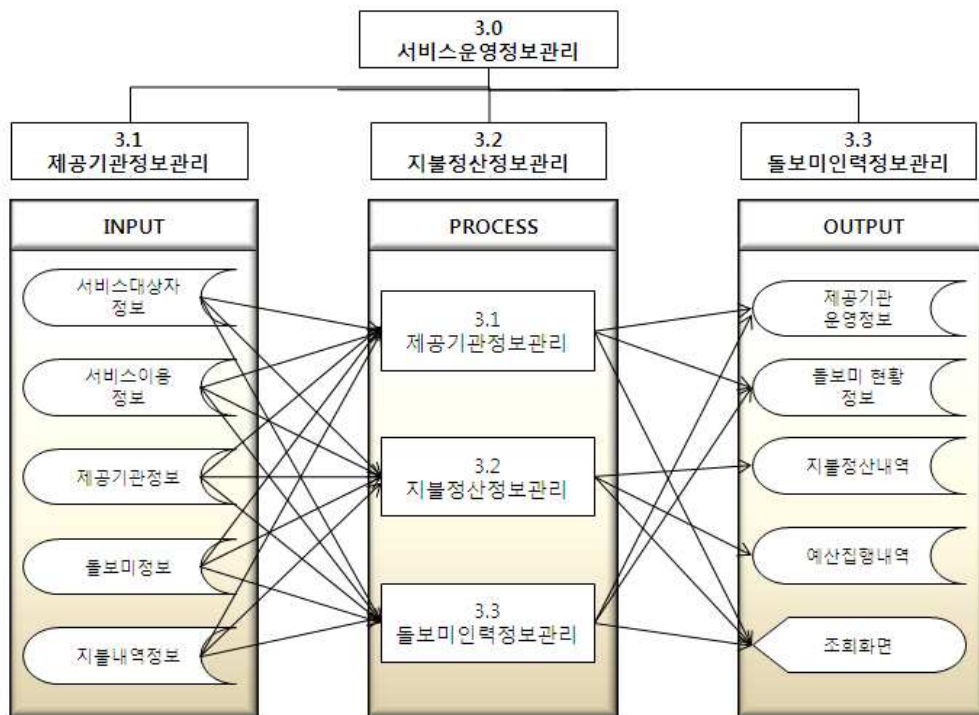 3.0
서비스운영정보관리
3.1
제공기관정보관리
3.2
지불정산정보관리
3.3
돌보미인력정보관리
INPUT
서비스대상자
정보
서비스이용
정보
제공기관정보
돌보미정보
지불내역정보
PROCESS
3.1
제공기관정보관리
3.2
지불정산정보관리
3.3
돌보미인력정보관리
OUTPUT
제공기관
운영정보
돌보미 현황
정보
지불정산내역
예산집행내역
조회화면